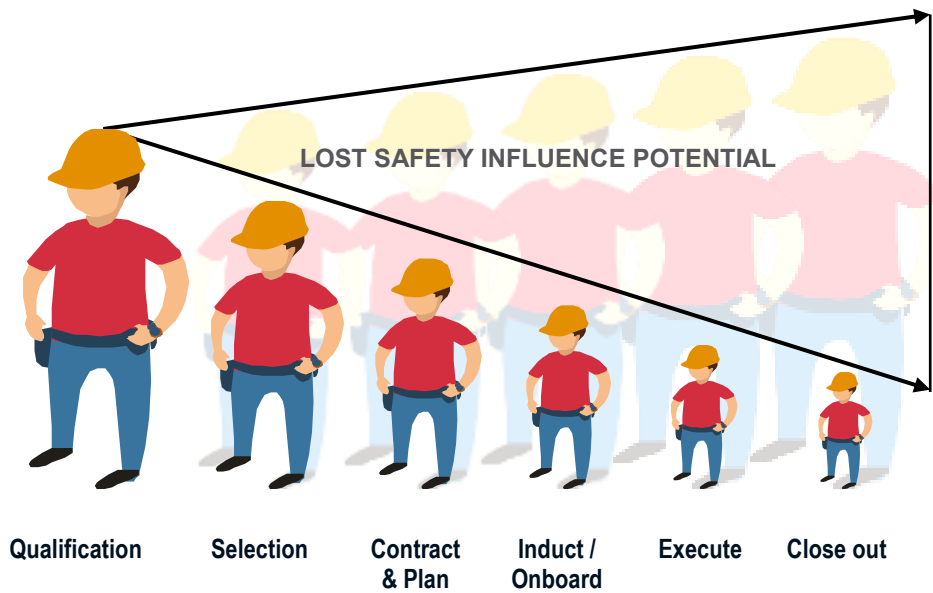 LOST SAFETY INFLUENCE POTENTIAL
Qualification
Selection
Contract
& Plan
Induct /
Onboard
Execute
Close out